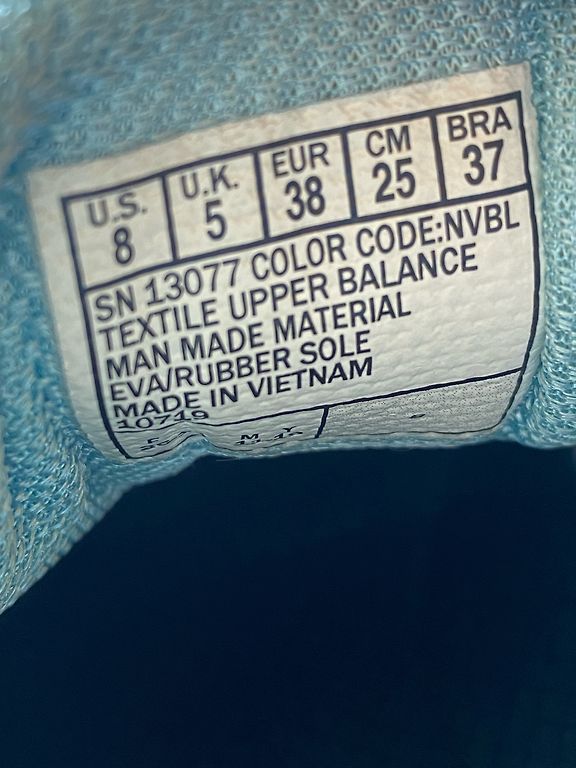 U.S. U.K. EUR CM BRA
8 5 38 25 37
SN 13077 COLOR CODE:NVBL
TEXTILE UPPER BALANCE
MAN MADE MATERIAL
EVA/RUBBER SOLE
MADE IN VIETNAM
10749
F M Y